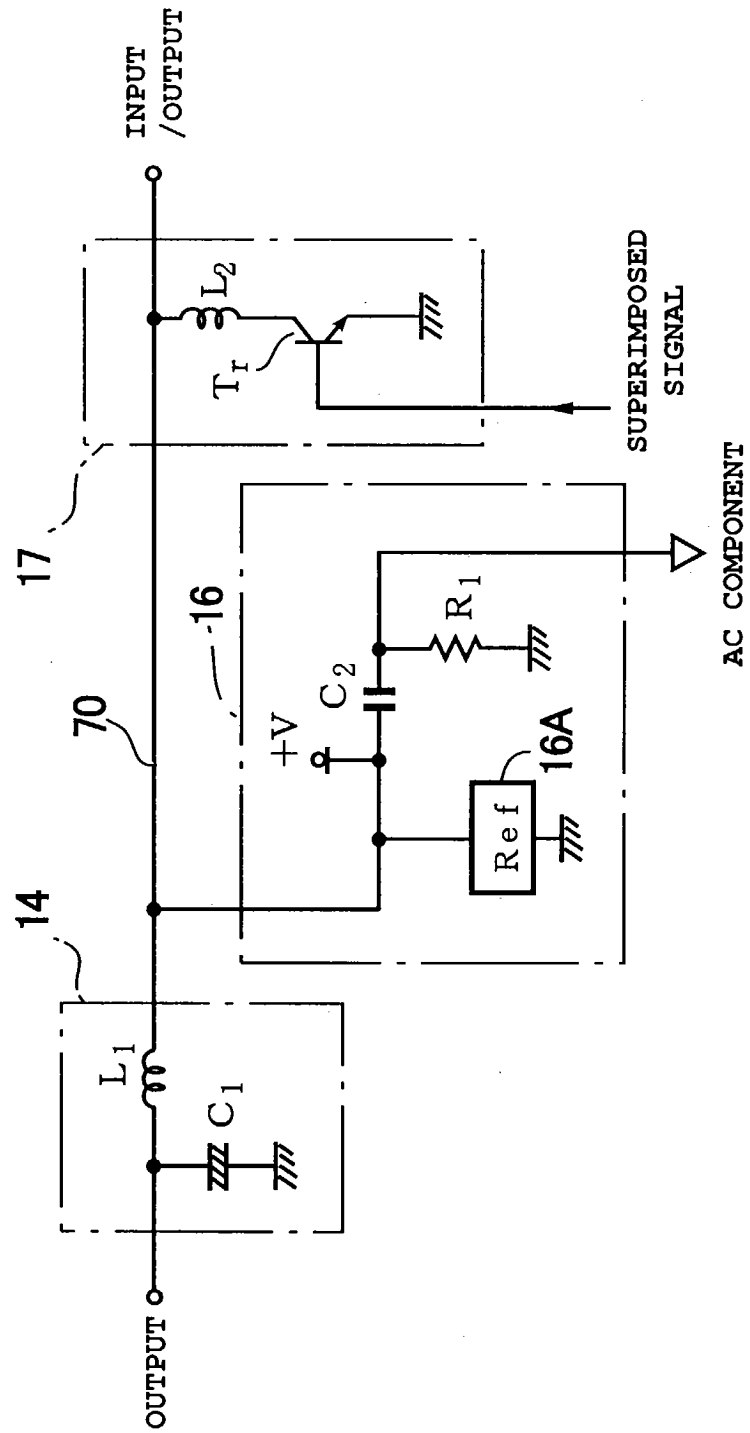 INPUT
/OUTPUT
17
L2
Tr
SUPERIMPOSED
SIGNAL
70
16
+V
C2
R1
Ref
16A
AC COMPONENT
14
L1
C1
OUTPUT